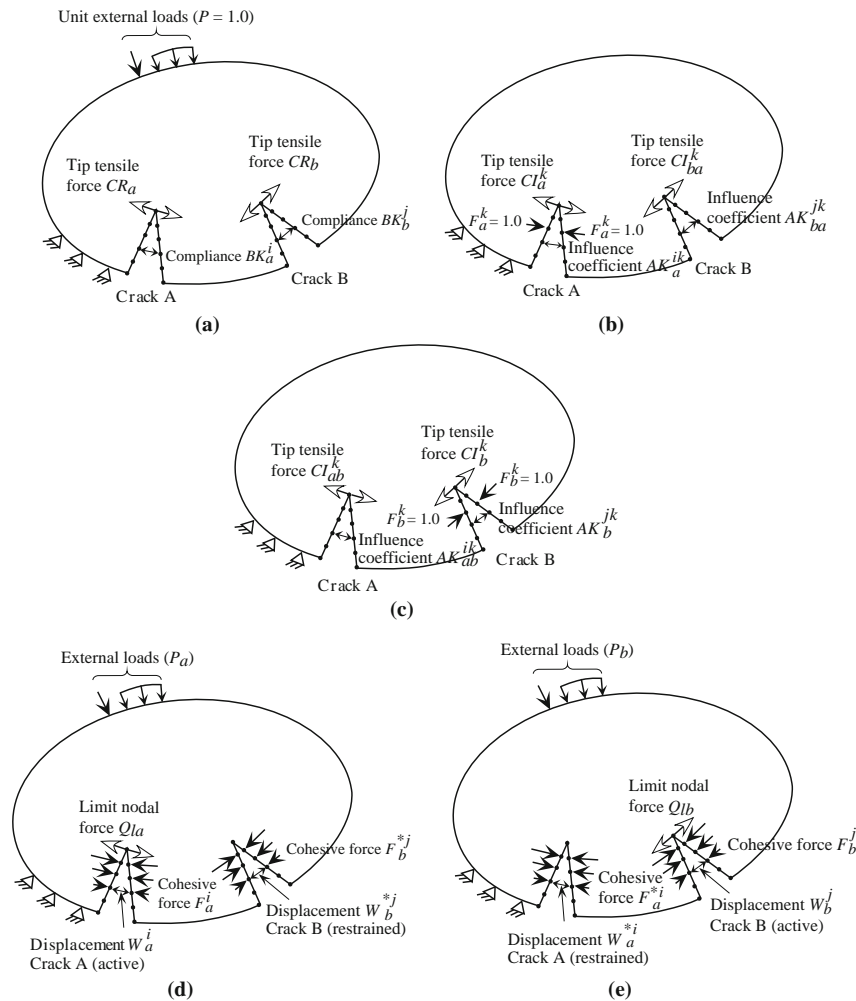 Unit external loads (P = 1.0)
Tip tensile
force CR_b
Tip tensile
force CR_a
Compliance BK_b^j
Compliance BK_a^i
Crack B
Crack A
(a)
Tip tensile
force CI_ba^k
Tip tensile
force CI_a^k
Influence
coefficient AK_ba^jk
F_a^k = 1.0
F_a^k = 1.0
Influence
coefficient AK_a^ik
Crack B
Crack A
(b)
Tip tensile
force CI_b^k
Tip tensile
force CI_ab^k
F_b^k = 1.0
F_b^k = 1.0
Influence
coefficient AK_b^jk
Influence
coefficient AK_ab^ik
Crack B
Crack A
(c)
External loads (P_a)
Limit nodal
force Q_la
Cohesive force F_b^*j
Cohesive
force F_a^i
Displacement W_b^*j
Crack B (restrained)
Displacement W_a^i
Crack A (active)
(d)
External loads (P_b)
Limit nodal
force Q_lb
Cohesive force F_b^j
Cohesive
force F_a^*i
Displacement W_b^j
Crack B (active)
Displacement W_a^*i
Crack A (restrained)
(e)